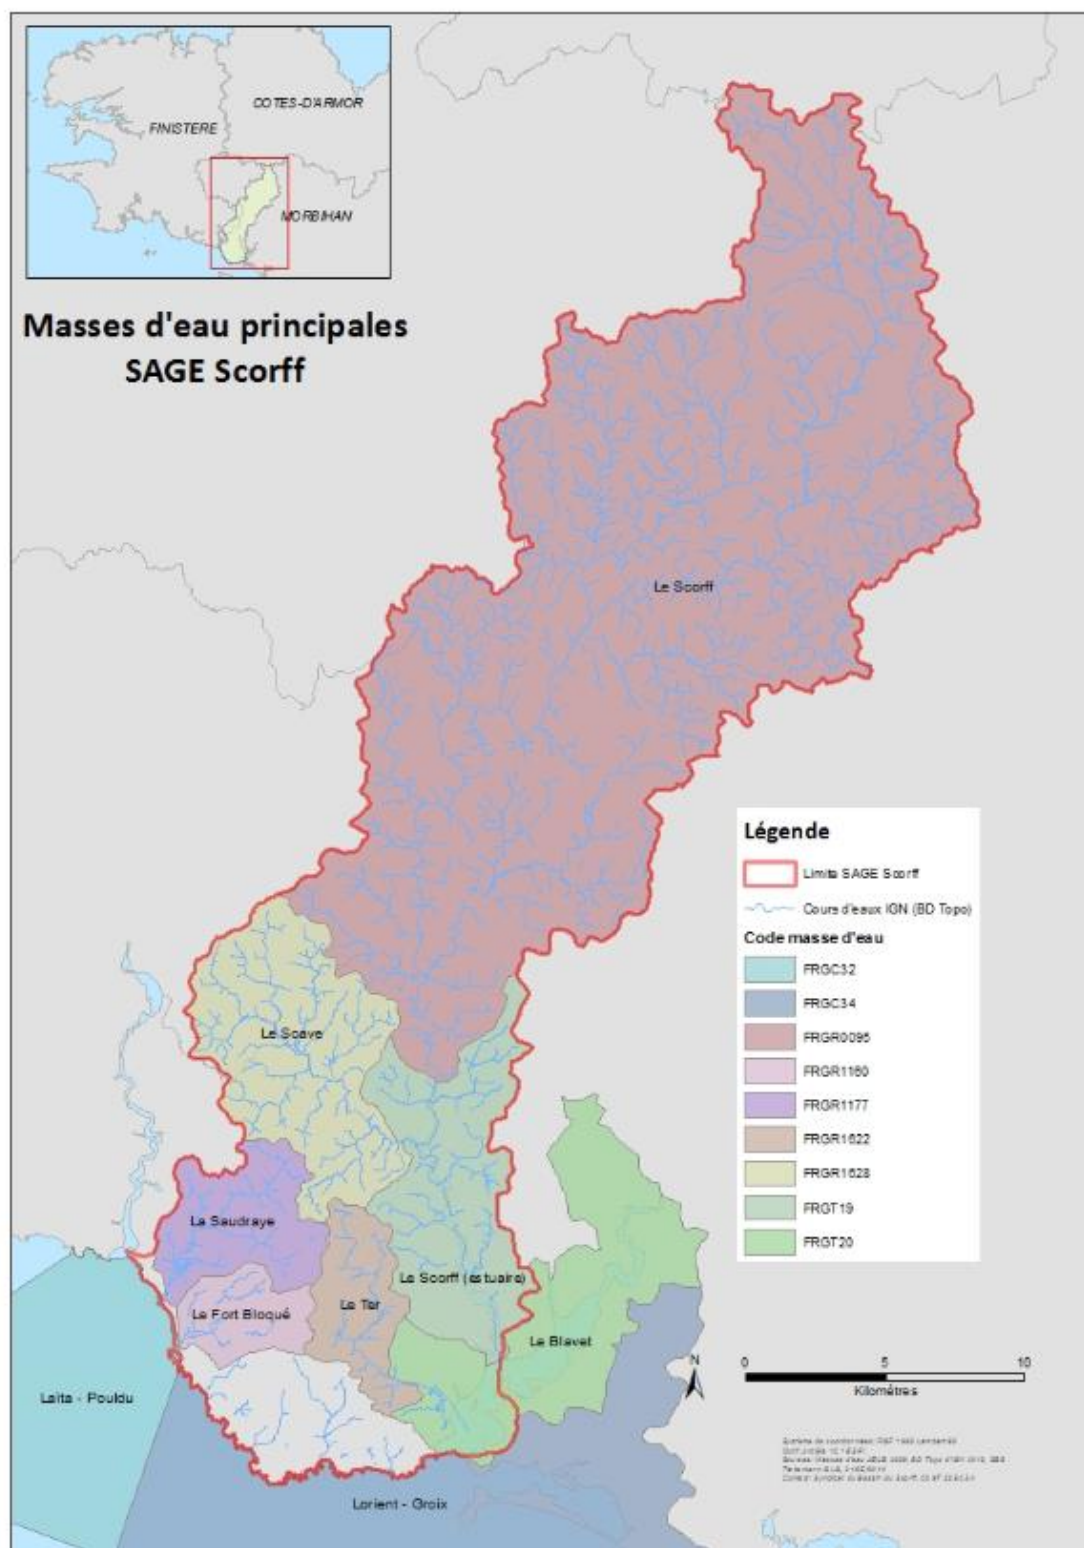 COTES-D'ARMOR
FINISTERE
MORBIHAN
Masses d'eau principales
SAGE Scorff
Le Scorff
Légende
Limite SAGE Scorff
Cours d'eaux IGN (BD Topo)
Code masse d'eau
FRGC32
FRGC34
FRGR0095
FRGR1160
FRGR1177
FRGR1622
FRGR1628
FRGT19
FRGT20
Le Scave
La Saudraye
Le Scorff (estuaire)
Le Fort Bloqué
Le Ter
Le Blavet
N
0 5 10
Kilomètres
Laïta - Pouldu
Lorient - Groix